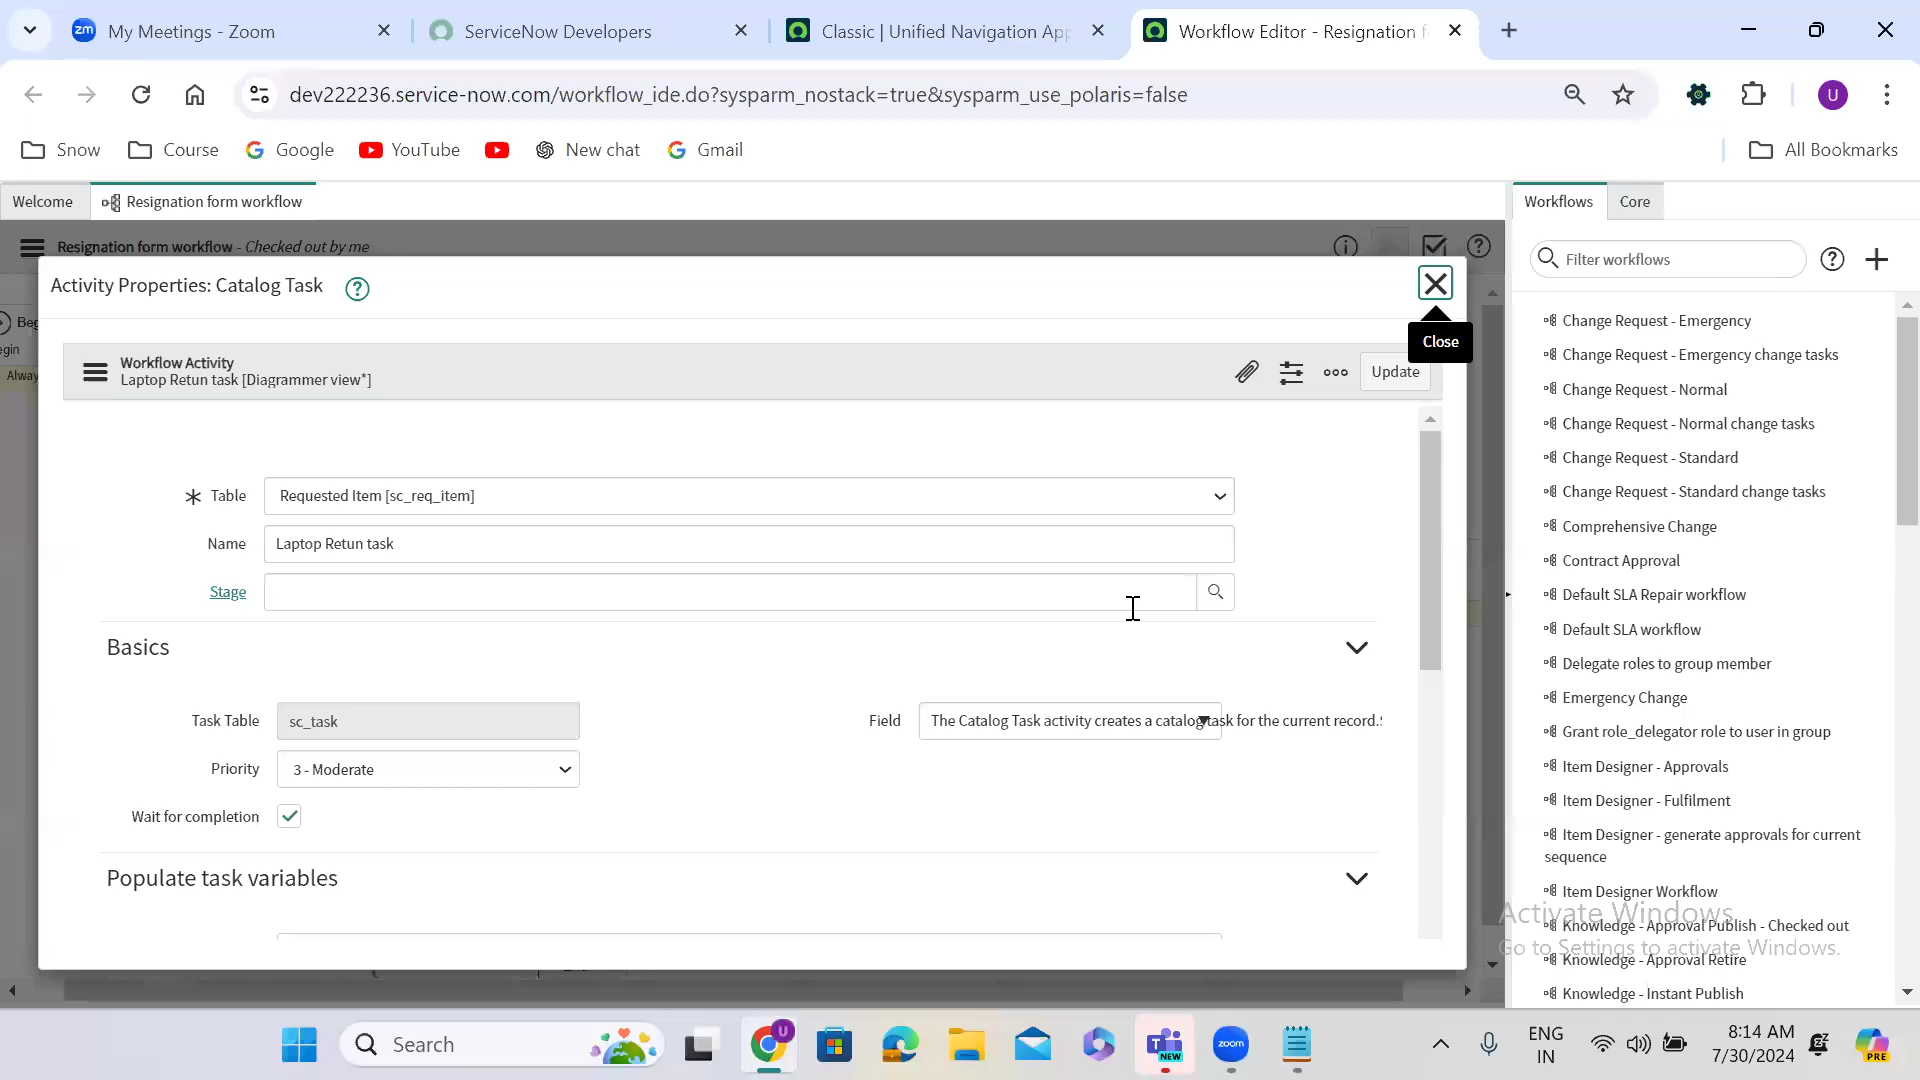 My Meetings - Zoom
ServiceNow Developers
Classic | Unified Navigation App
Workflow Editor - Resignation f
dev222236.service-now.com/workflow_ide.do?sysparm_nostack=true&sysparm_use_polaris=false
U
Snow
Course
Google
YouTube
New chat
Gmail
All Bookmarks
Welcome
Resignation form workflow
Workflows
Core
Resignation form workflow - Checked out by me
Filter workflows
Activity Properties: Catalog Task
Close
Workflow Activity
Laptop Retun task [Diagrammer view*]
Update
Table
Requested Item [sc_req_item]
Name
Laptop Retun task
Stage
Basics
Task Table
sc_task
Field
The Catalog Task activity creates a catalog task for the current record.
Priority
3 - Moderate
Wait for completion
Populate task variables
Change Request - Emergency
Change Request - Emergency change tasks
Change Request - Normal
Change Request - Normal change tasks
Change Request - Standard
Change Request - Standard change tasks
Comprehensive Change
Contract Approval
Default SLA Repair workflow
Default SLA workflow
Delegate roles to group member
Emergency Change
Grant role_delegator role to user in group
Item Designer - Approvals
Item Designer - Fulfilment
Item Designer - generate approvals for current
sequence
Item Designer Workflow
Knowledge - Approval Publish - Checked out
Knowledge - Approval Retire
Knowledge - Instant Publish
Activate Windows
Go to Settings to activate Windows.
Search
ENG
IN
8:14 AM
7/30/2024